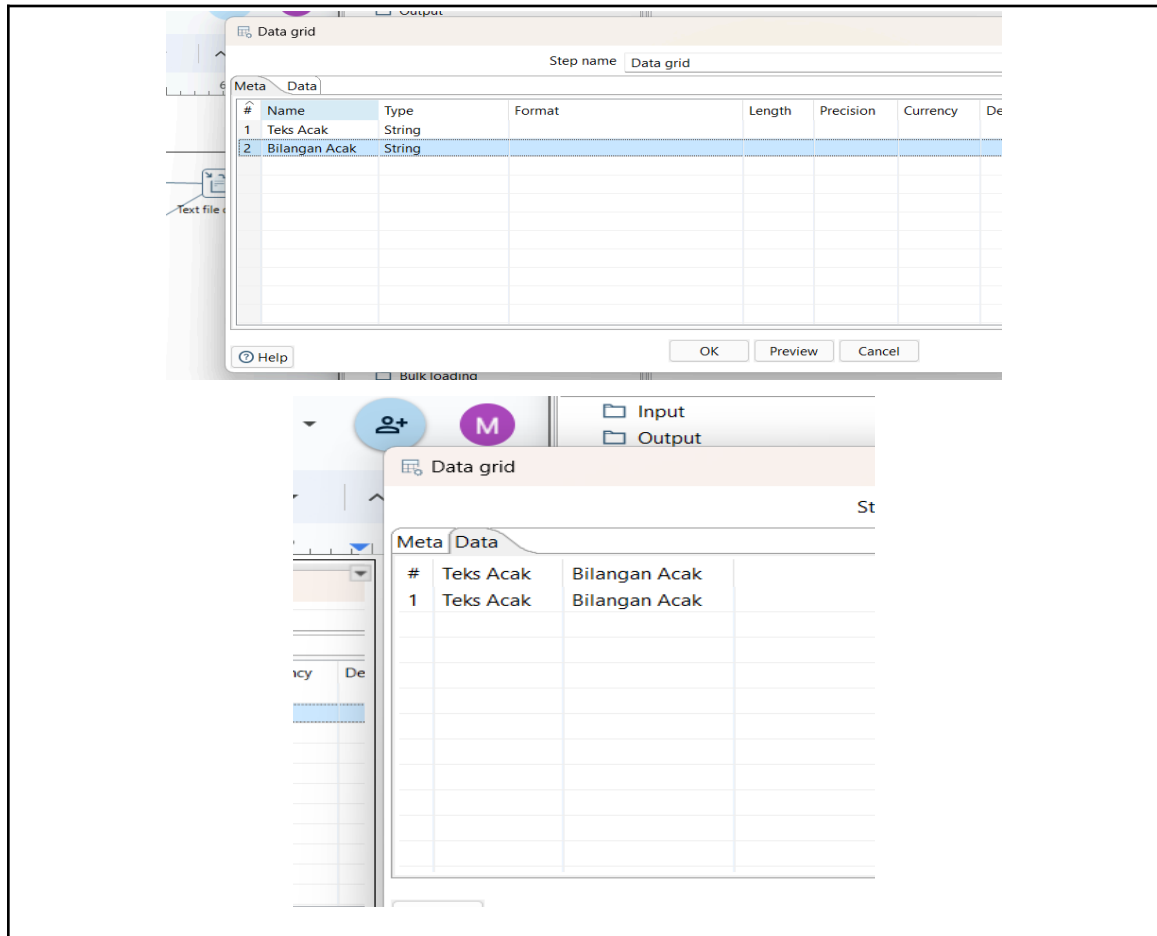 Output
Data grid
Step name Data grid
6
Meta Data
# Name Type Format Length Precision Currency De
1 Teks Acak String
2 Bilangan Acak String
Text file
Help OK Preview Cancel
Bulk loading
M
Input
Output
Data grid
St
Meta Data
# Teks Acak Bilangan Acak
1 Teks Acak Bilangan Acak
ncy De